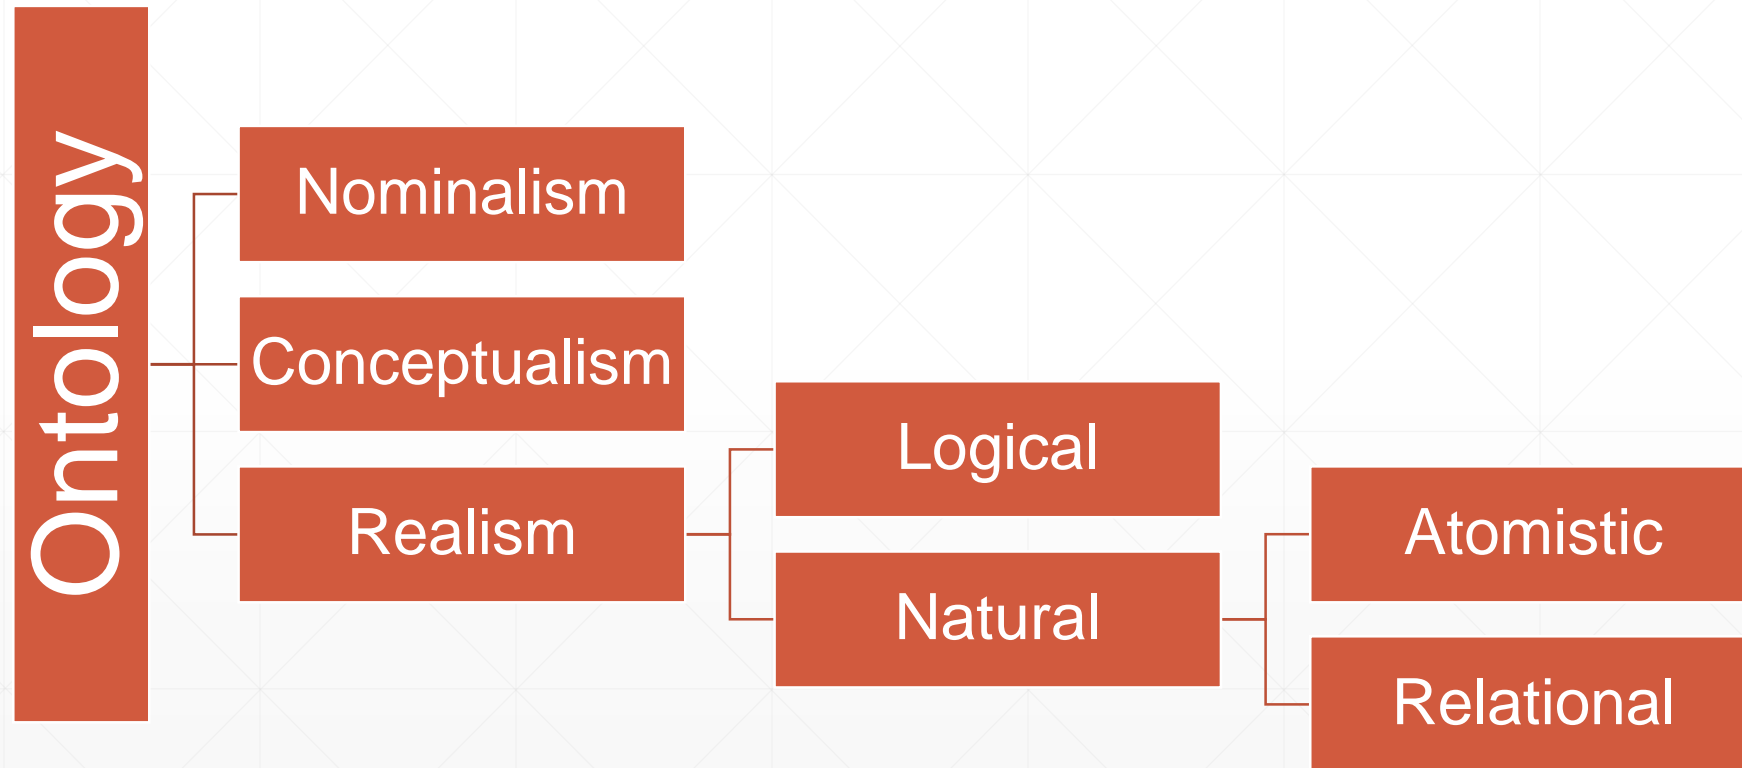 Ontology
Nominalism
Conceptualism
Realism
Logical
Natural
Atomistic
Relational